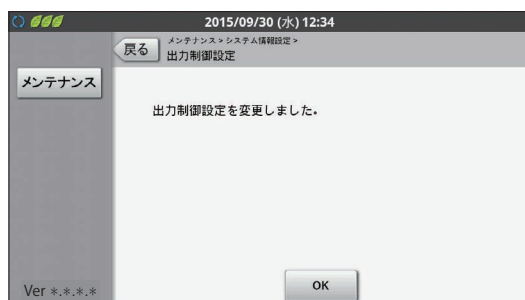 2015/09/30 (水) 12:34
戻る
メンテナンス > システム情報設定 >
出力制御設定
メンテナンス
出力制御設定を変更しました。
OK
Ver *.*.*.*